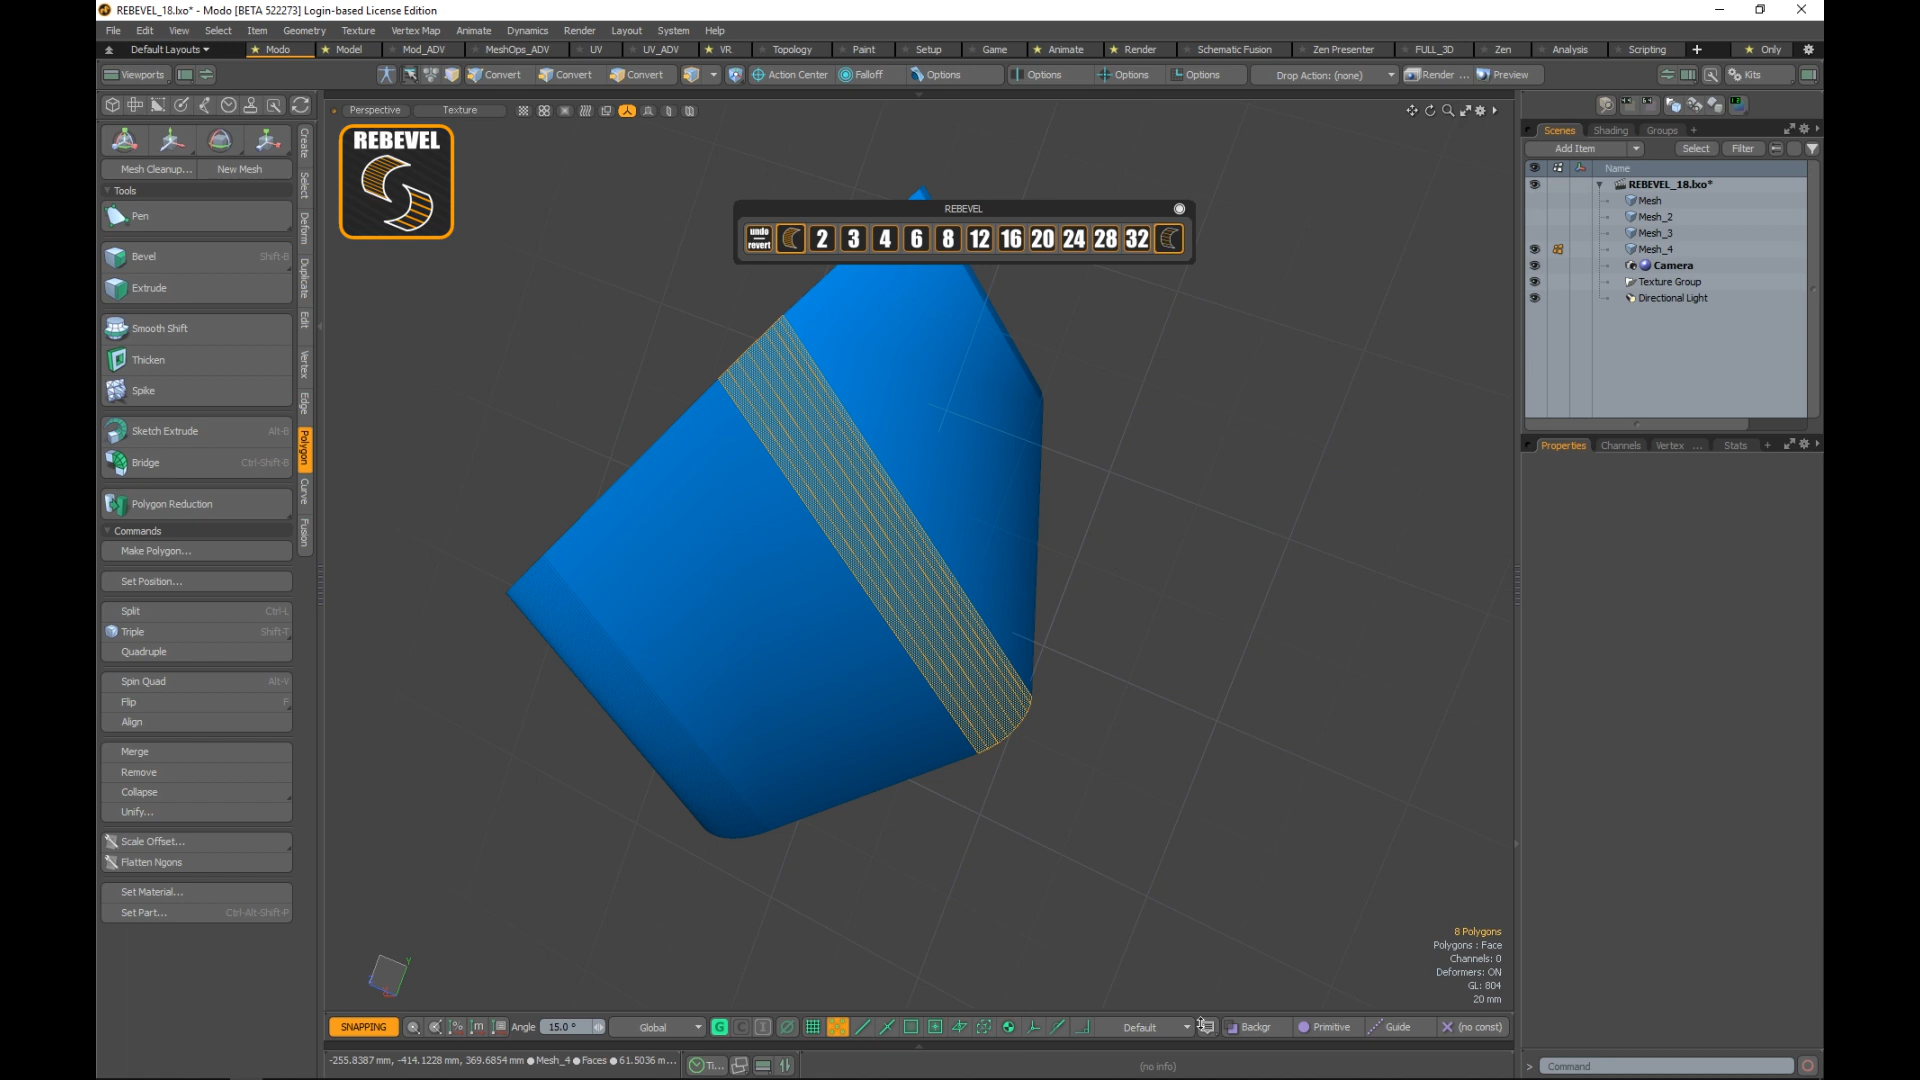 REBEVEL_18.lxo* - Modo [BETA 522273] Login-based License Edition
File Edit View Select Item Geometry Texture Vertex Map Animate Dynamics Render Layout System Help
Default Layouts Modo Model Mod_ADV MeshOps_ADV UV UV_ADV VR Topology Paint Setup Game Animate Render Schematic Fusion Zen Presenter FULL_3D Zen Analysis Scripting + Only
Viewports Convert Convert Convert Action Center Falloff Options Options Options Options Drop Action: (none) Render ... Preview Kits
Perspective Texture
REBEVEL
REBEVEL
undo
revert
2 3 4 6 8 12 16 20 24 28 32
Mesh Cleanup... New Mesh
Tools
Pen
Bevel Shift-B
Extrude
Smooth Shift
Thicken
Spike
Sketch Extrude Alt-B
Bridge Ctrl-Shift-B
Polygon Reduction
Commands
Make Polygon...
Set Position...
Split Ctrl-L
Triple Shift-T
Quadruple
Spin Quad Alt-V
Flip F
Align
Merge
Remove
Collapse
Unify...
Scale Offset...
Flatten Ngons
Set Material...
Set Part... Ctrl-Alt-Shift-P
Create
Select
Deform
Duplicate
Edit
Vertex
Edge
Polygon
Curve
Fusion
Scenes Shading Groups +
Add Item Select Filter
Name
REBEVEL_18.lxo*
Mesh
Mesh_2
Mesh_3
Mesh_4
Camera
Texture Group
Directional Light
Properties Channels Vertex ... Stats +
8 Polygons
Polygons : Face
Channels: 0
Deformers: ON
GL: 804
20 mm
SNAPPING Angle 15.0 ° Global G C I Default Backgr Primitive Guide (no const)
-255.8387 mm, -414.1228 mm, 369.6854 mm Mesh_4 Faces 61.5036 m... Ti... (no info)
> Command